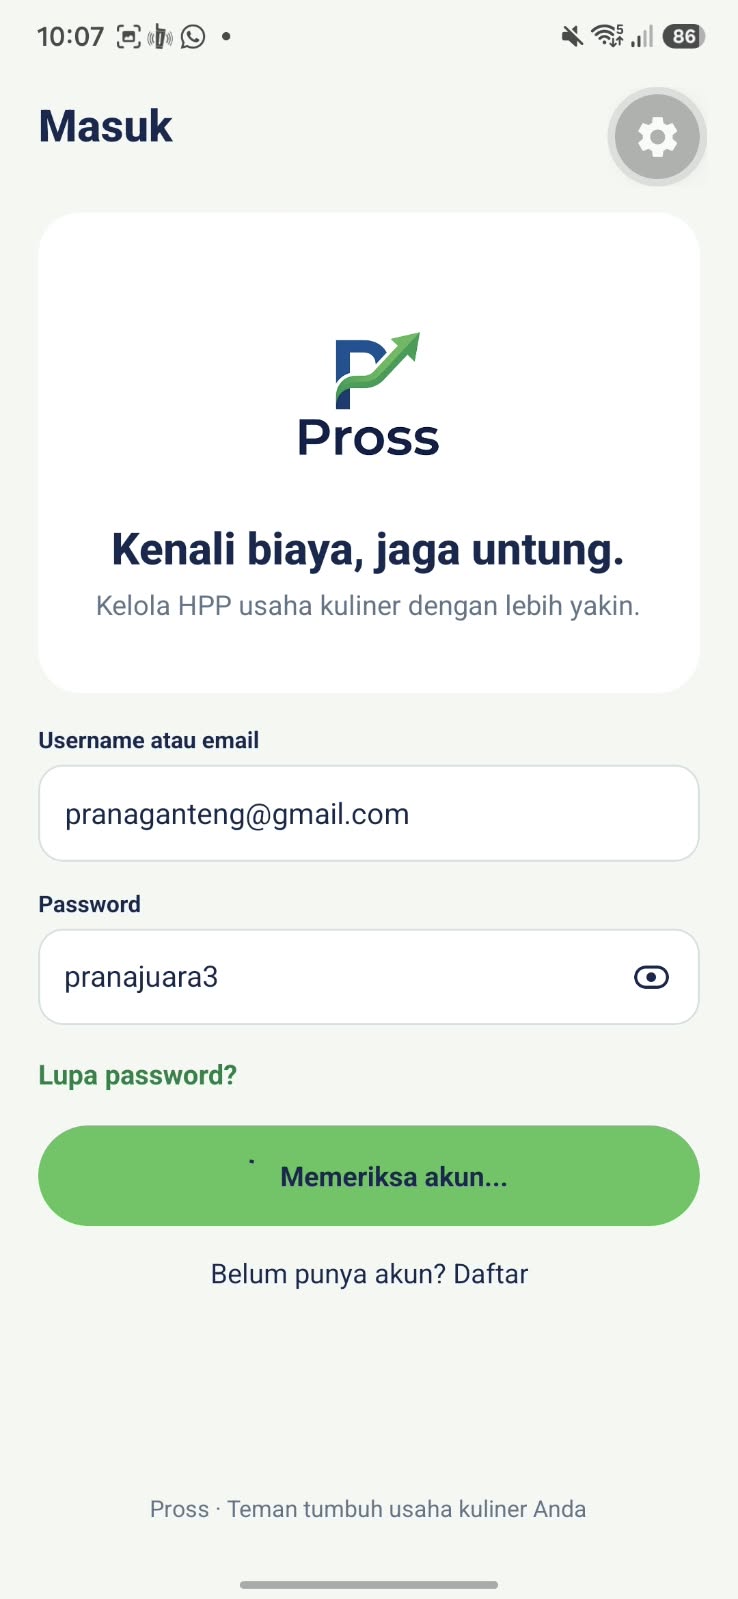 10:07
5
86
Masuk
Pross
Kenali biaya, jaga untung.
Kelola HPP usaha kuliner dengan lebih yakin.
Username atau email
pranaganteng@gmail.com
Password
pranajuara3
Lupa password?
Memeriksa akun...
Belum punya akun? Daftar
Pross · Teman tumbuh usaha kuliner Anda